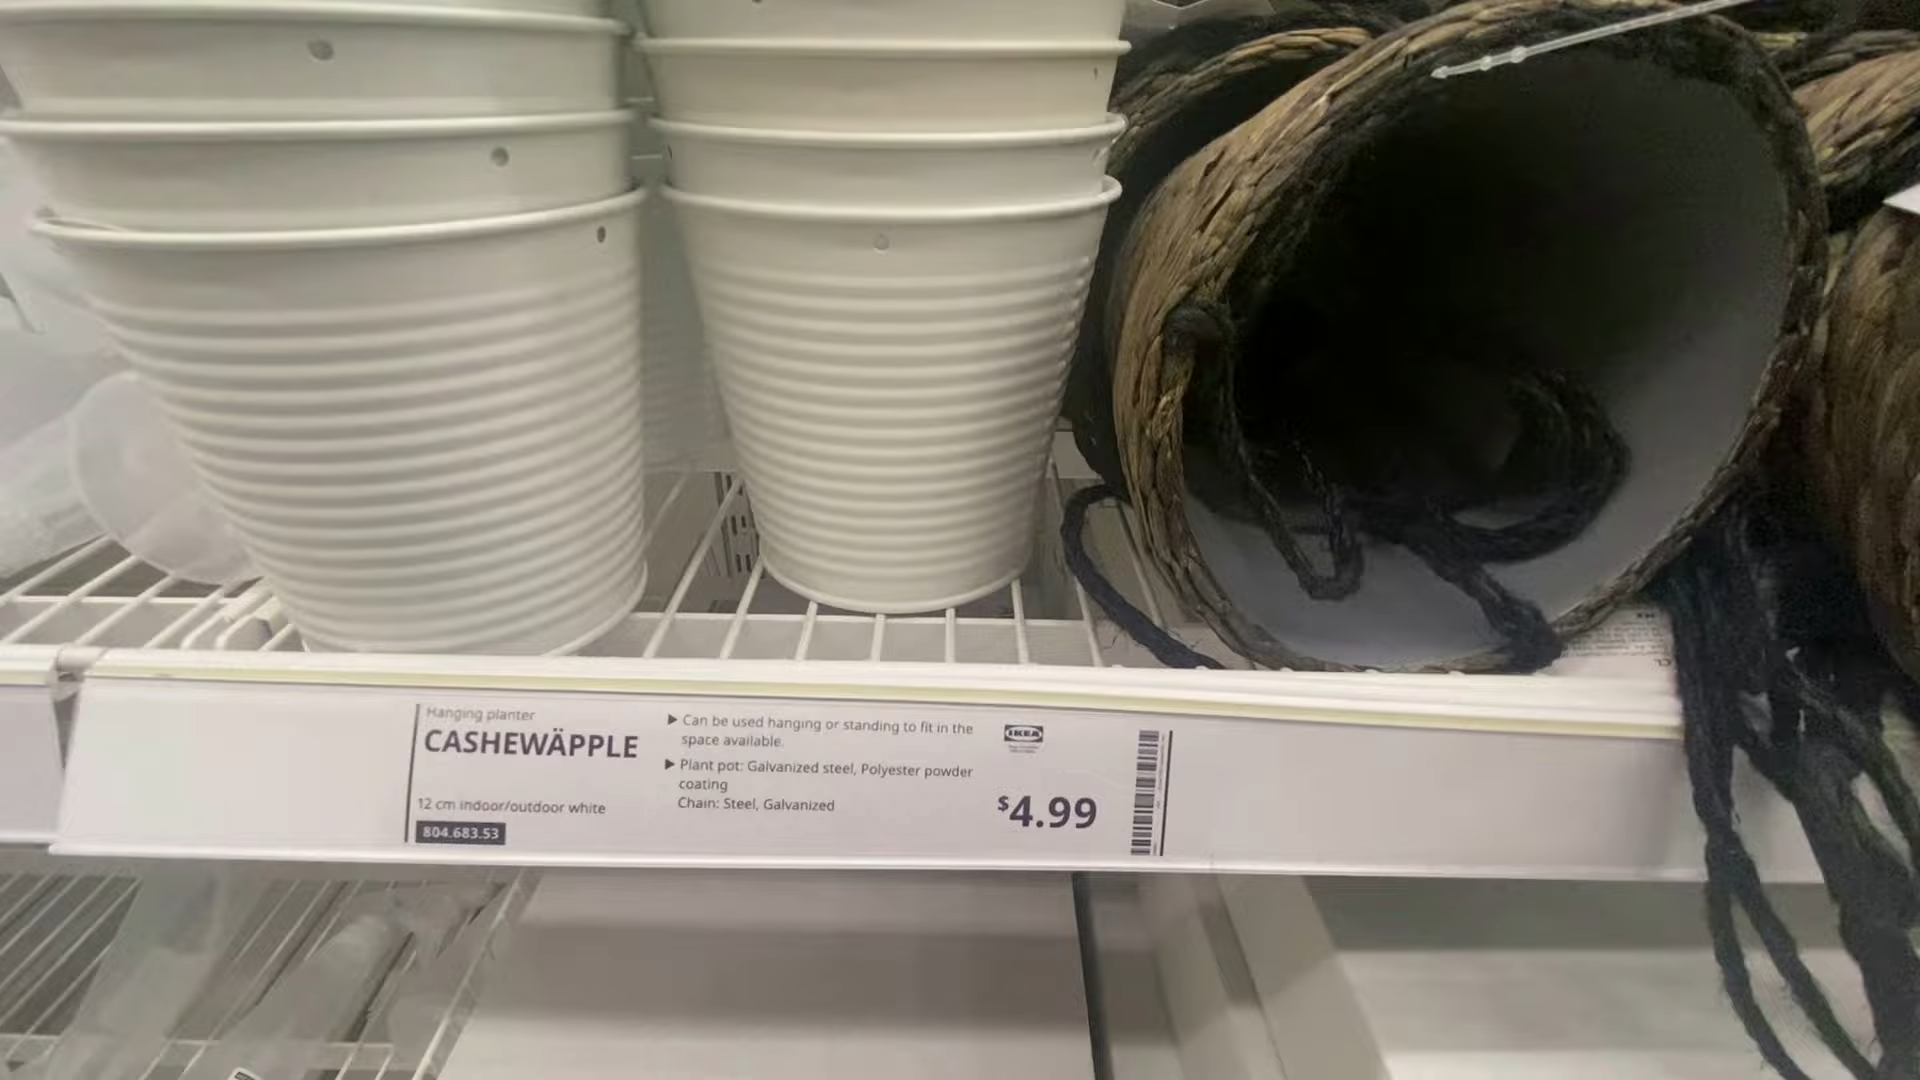 Hanging planter
CASHEWÄPPLE
12 cm indoor/outdoor white
804.683.53
▶ Can be used hanging or standing to fit in the
space available.
▶ Plant pot: Galvanized steel, Polyester powder
coating
Chain: Steel, Galvanized
IKEA
$4.99